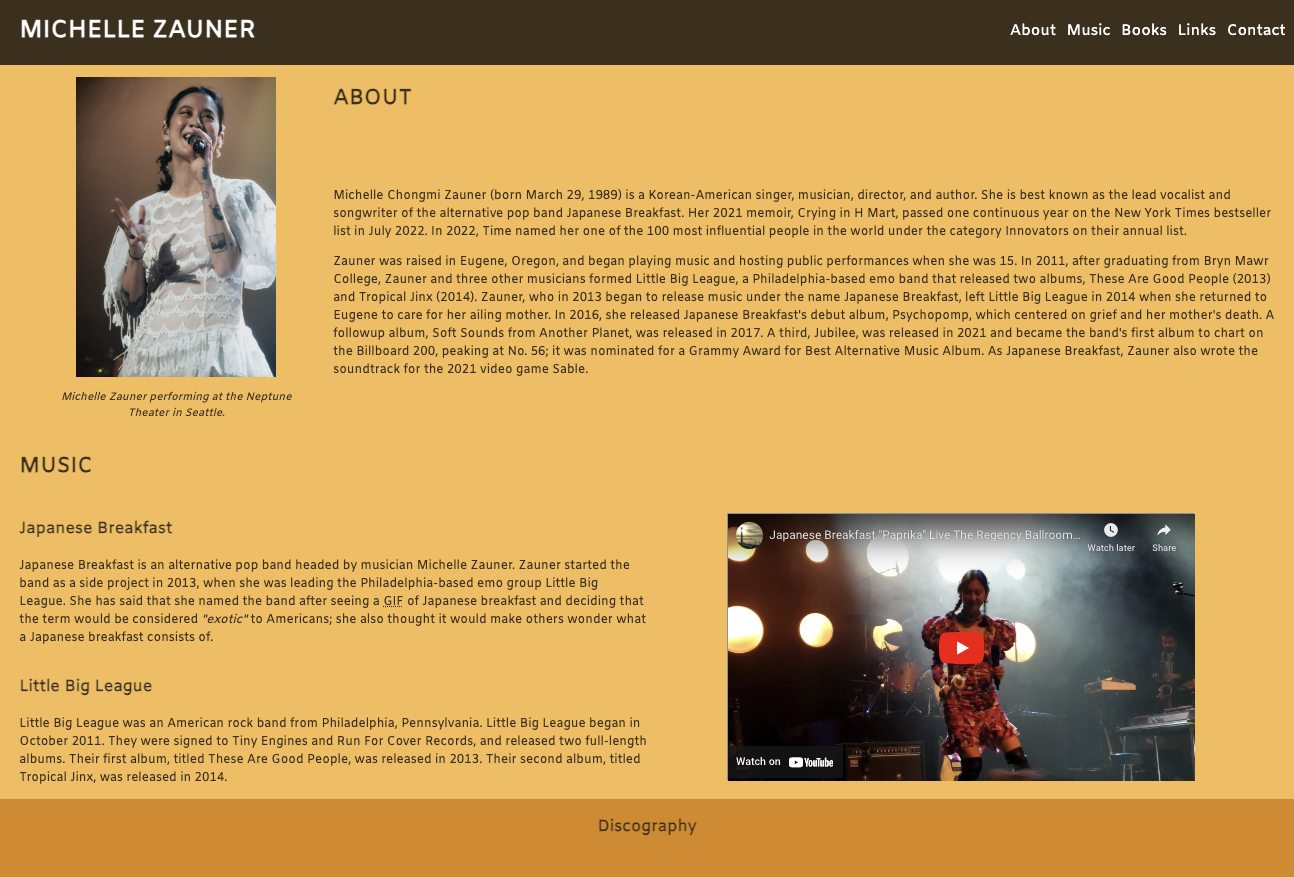 MICHELLE ZAUNER
About Music Books Links Contact
ABOUT
Michelle Chongmi Zauner (born March 29, 1989) is a Korean-American singer, musician, director, and author. She is best known as the lead vocalist and
songwriter of the alternative pop band Japanese Breakfast. Her 2021 memoir, Crying in H Mart, passed one continuous year on the New York Times bestseller
list in July 2022. In 2022, Time named her one of the 100 most influential people in the world under the category Innovators on their annual list.
Zauner was raised in Eugene, Oregon, and began playing music and hosting public performances when she was 15. In 2011, after graduating from Bryn Mawr
College, Zauner and three other musicians formed Little Big League, a Philadelphia-based emo band that released two albums, These Are Good People (2013)
and Tropical Jinx (2014). Zauner, who in 2013 began to release music under the name Japanese Breakfast, left Little Big League in 2014 when she returned to
Eugene to care for her ailing mother. In 2016, she released Japanese Breakfast's debut album, Psychopomp, which centered on grief and her mother's death. A
followup album, Soft Sounds from Another Planet, was released in 2017. A third, Jubilee, was released in 2021 and became the band's first album to chart on
the Billboard 200, peaking at No. 56; it was nominated for a Grammy Award for Best Alternative Music Album. As Japanese Breakfast, Zauner also wrote the
soundtrack for the 2021 video game Sable.
Michelle Zauner performing at the Neptune
Theater in Seattle.
MUSIC
Japanese Breakfast
Japanese Breakfast is an alternative pop band headed by musician Michelle Zauner. Zauner started the
band as a side project in 2013, when she was leading the Philadelphia-based emo group Little Big
League. She has said that she named the band after seeing a GIF of Japanese breakfast and deciding that
the term would be considered "exotic" to Americans; she also thought it would make others wonder what
a Japanese breakfast consists of.
Little Big League
Little Big League was an American rock band from Philadelphia, Pennsylvania. Little Big League began in
October 2011. They were signed to Tiny Engines and Run For Cover Records, and released two full-length
albums. Their first album, titled These Are Good People, was released in 2013. Their second album, titled
Tropical Jinx, was released in 2014.
Japanese Breakfast "Paprika" Live The Regency Ballroom...
Watch later
Share
Watch on YouTube
Discography